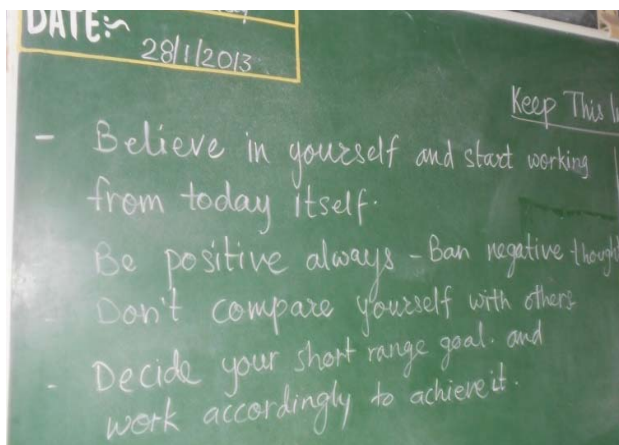 DATE:~
28/1/2013
Keep This
- Believe in yourself and start working
from today itself.
Be positive always - Ban negative thought
- Don't compare yourself with others
- Decide your short range goal. and
work accordingly to achieve it.